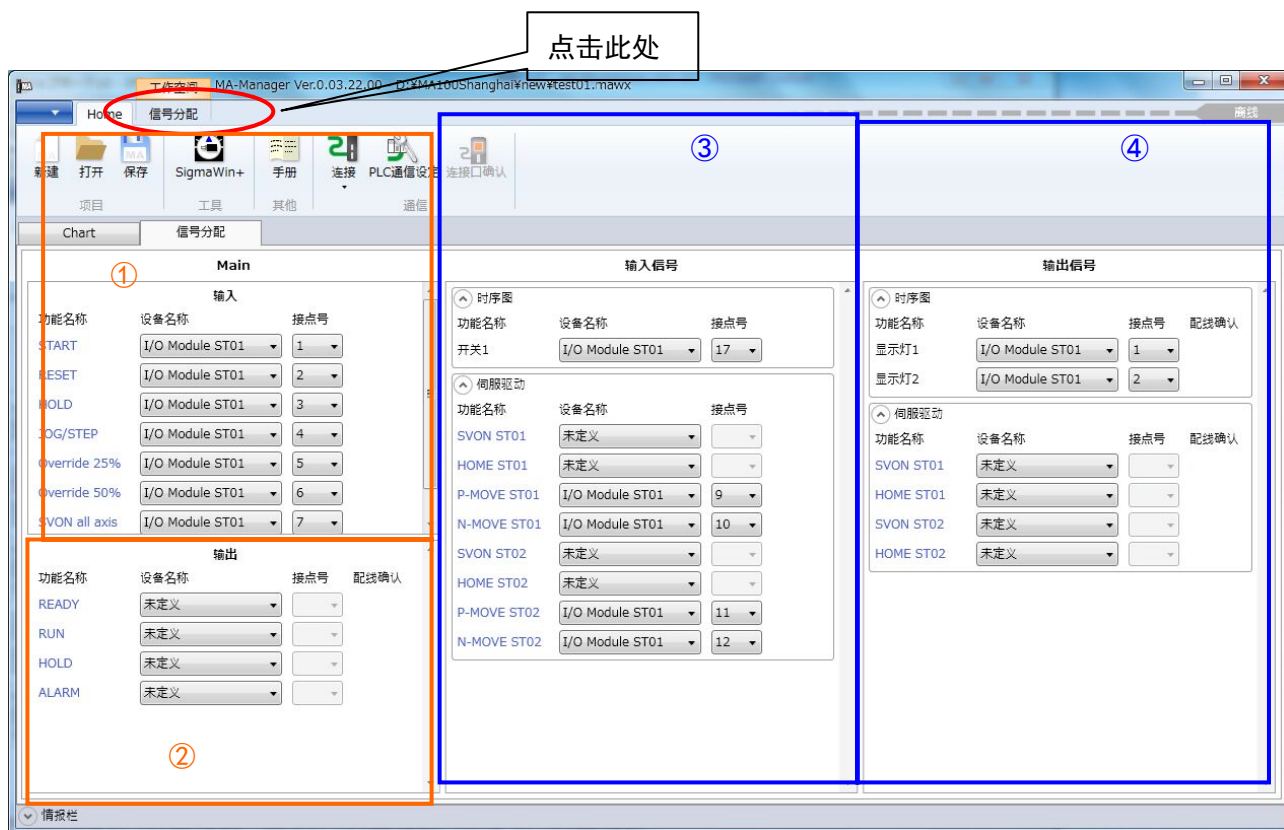 点击此处
工作空间 MA-Manager Ver.0.03.22.00 - D:¥MA100Shanghai¥new¥test01.mawx
Home 信号分配 离线
新建 打开 保存 SigmaWin+ 手册 连接 PLC通信设定 连接口确认
项目 工具 其他 通信
③
④
Chart 信号分配
①
Main
输入
功能名称 设备名称 接点号
START I/O Module ST01 1
RESET I/O Module ST01 2
HOLD I/O Module ST01 3
JOG/STEP I/O Module ST01 4
Override 25% I/O Module ST01 5
Override 50% I/O Module ST01 6
SVON all axis I/O Module ST01 7
输出
功能名称 设备名称 接点号 配线确认
READY 未定义
RUN 未定义
HOLD 未定义
ALARM 未定义
②
输入信号
时序图
功能名称 设备名称 接点号
开关1 I/O Module ST01 17
伺服驱动
功能名称 设备名称 接点号
SVON ST01 未定义
HOME ST01 未定义
P-MOVE ST01 I/O Module ST01 9
N-MOVE ST01 I/O Module ST01 10
SVON ST02 未定义
HOME ST02 未定义
P-MOVE ST02 I/O Module ST01 11
N-MOVE ST02 I/O Module ST01 12
输出信号
时序图
功能名称 设备名称 接点号 配线确认
显示灯1 I/O Module ST01 1
显示灯2 I/O Module ST01 2
伺服驱动
功能名称 设备名称 接点号 配线确认
SVON ST01 未定义
HOME ST01 未定义
SVON ST02 未定义
HOME ST02 未定义
情报栏